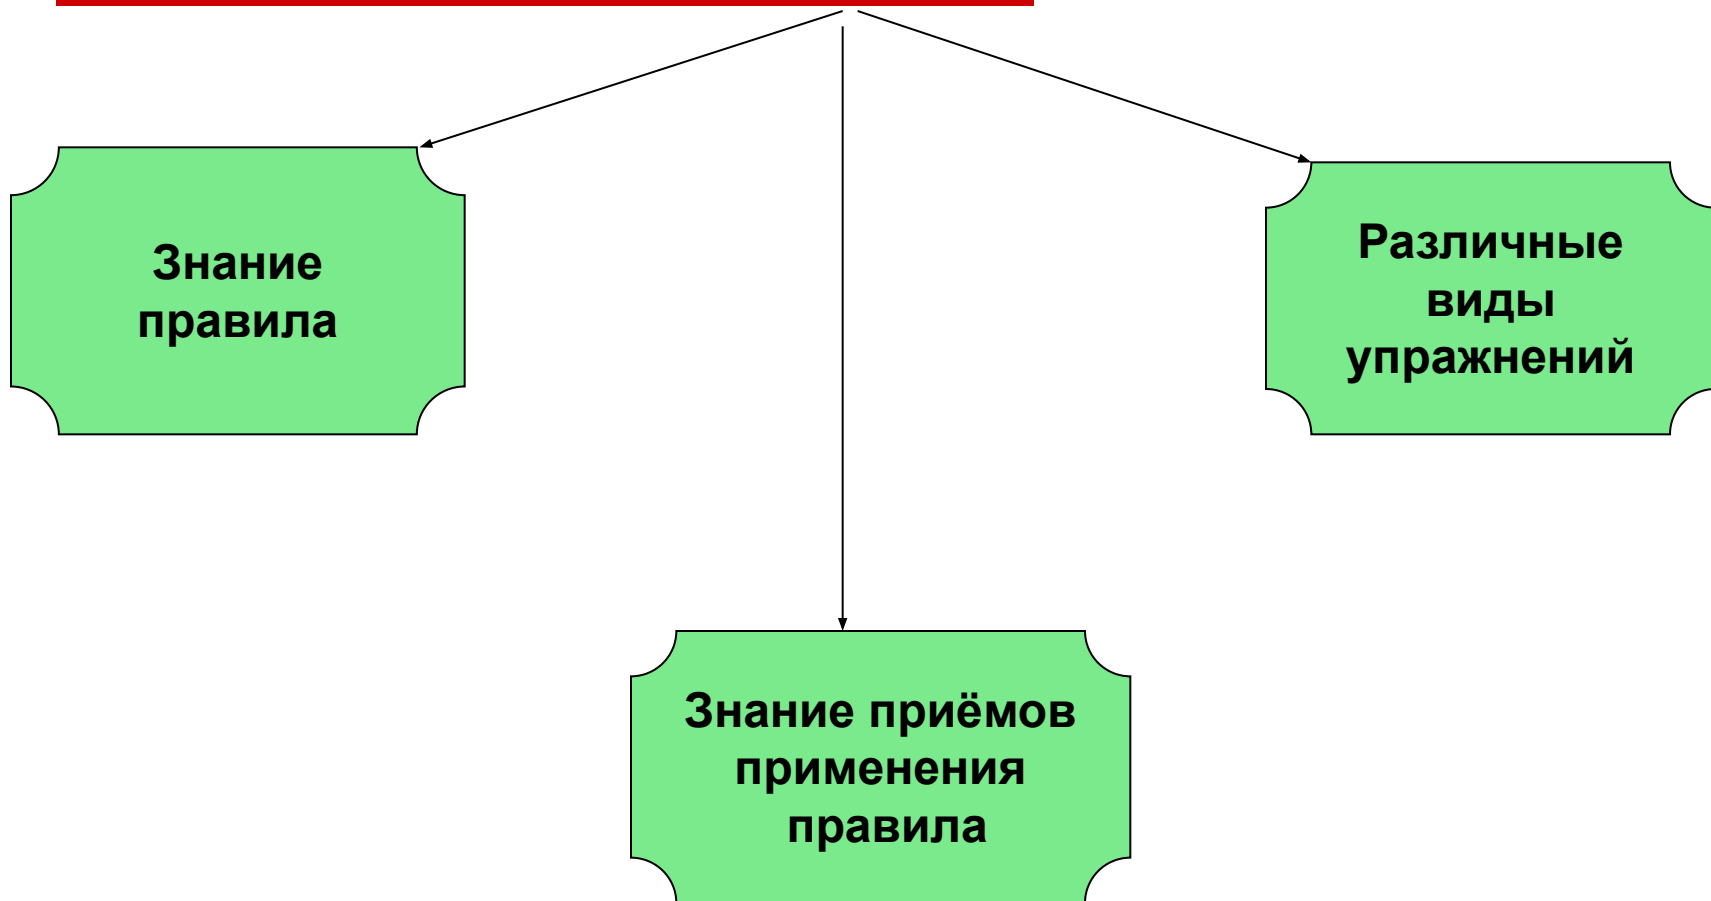 Знание
правила
Различные
виды
упражнений
Знание приёмов
применения
правила